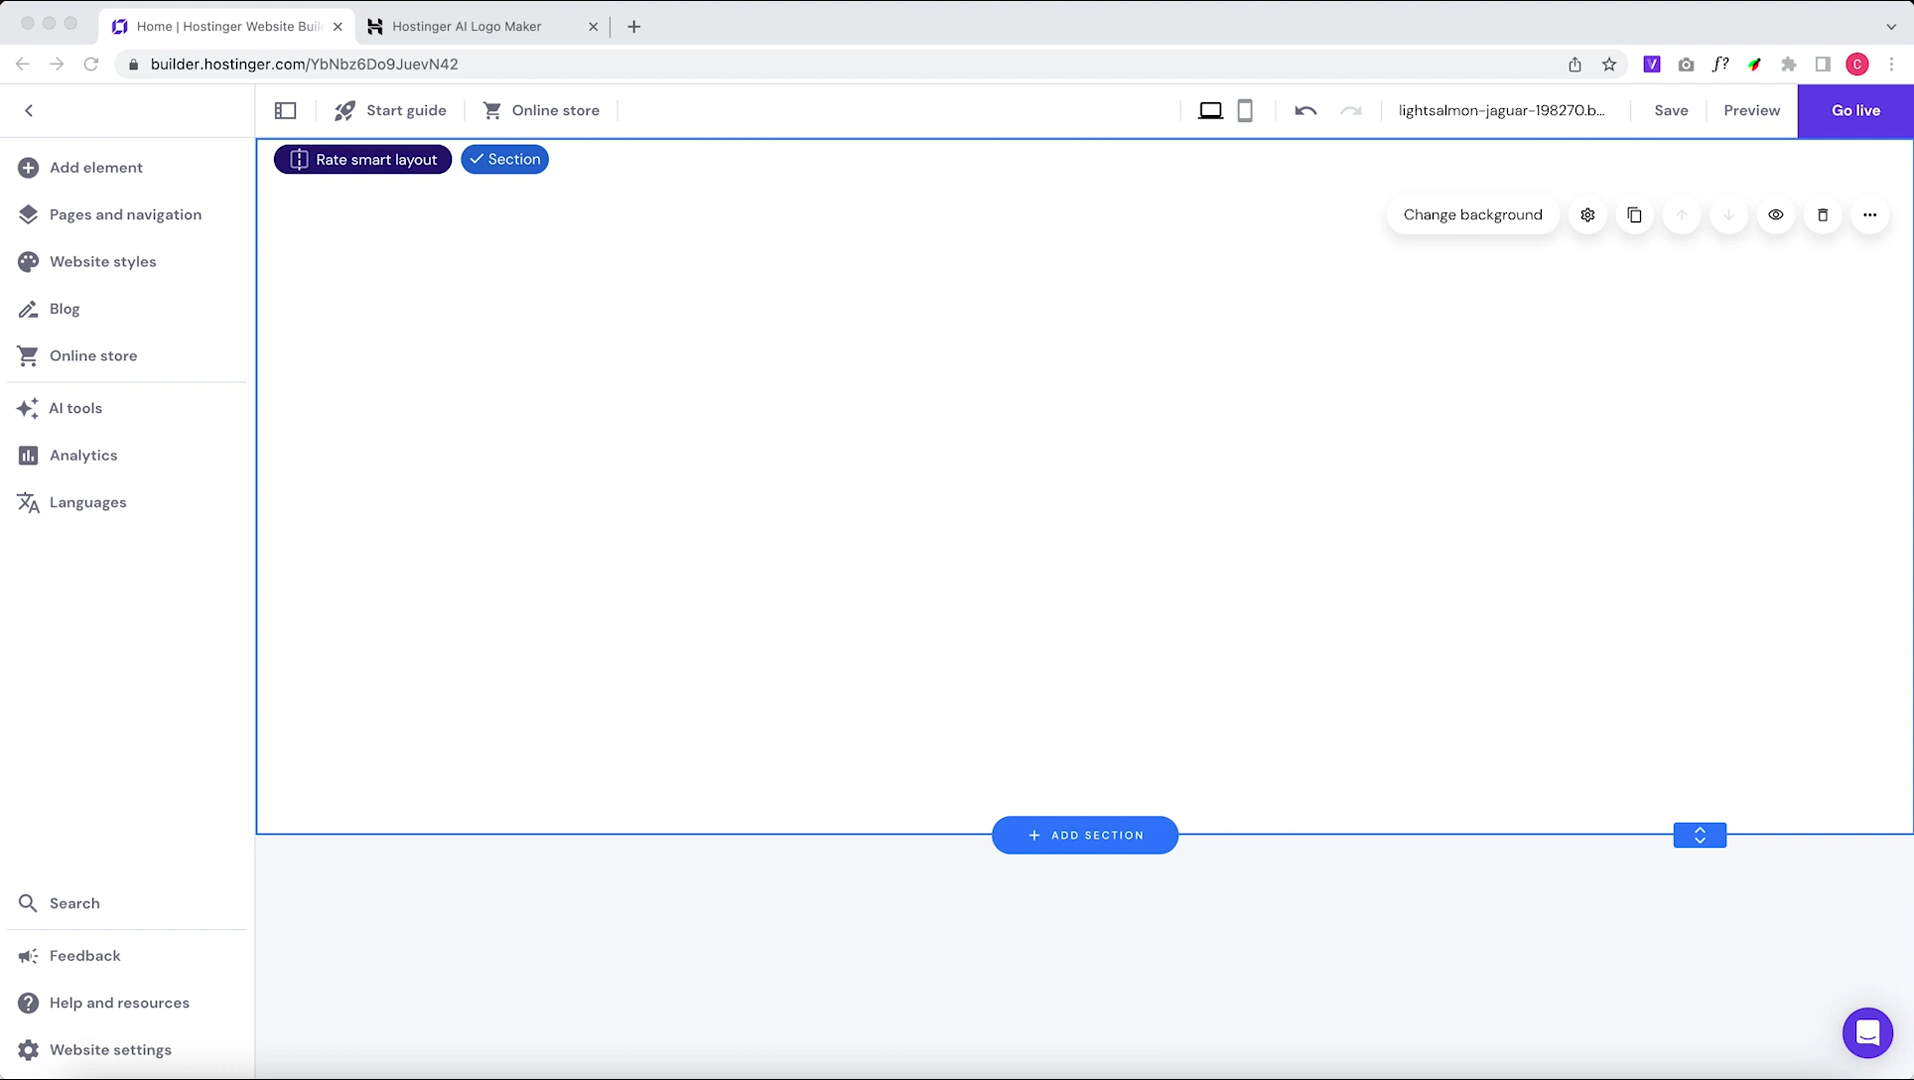 Home | Hostinger Website Buil
Hostinger AI Logo Maker
builder.hostinger.com/YbNbz6Do9JuevN42
V
f?
C
Start guide
Online store
lightsalmon-jaguar-198270.b...
Save
Preview
Go live
Rate smart layout
Section
Change background
Add element
Pages and navigation
Website styles
Blog
Online store
AI tools
Analytics
Languages
ADD SECTION
Search
Feedback
Help and resources
Website settings